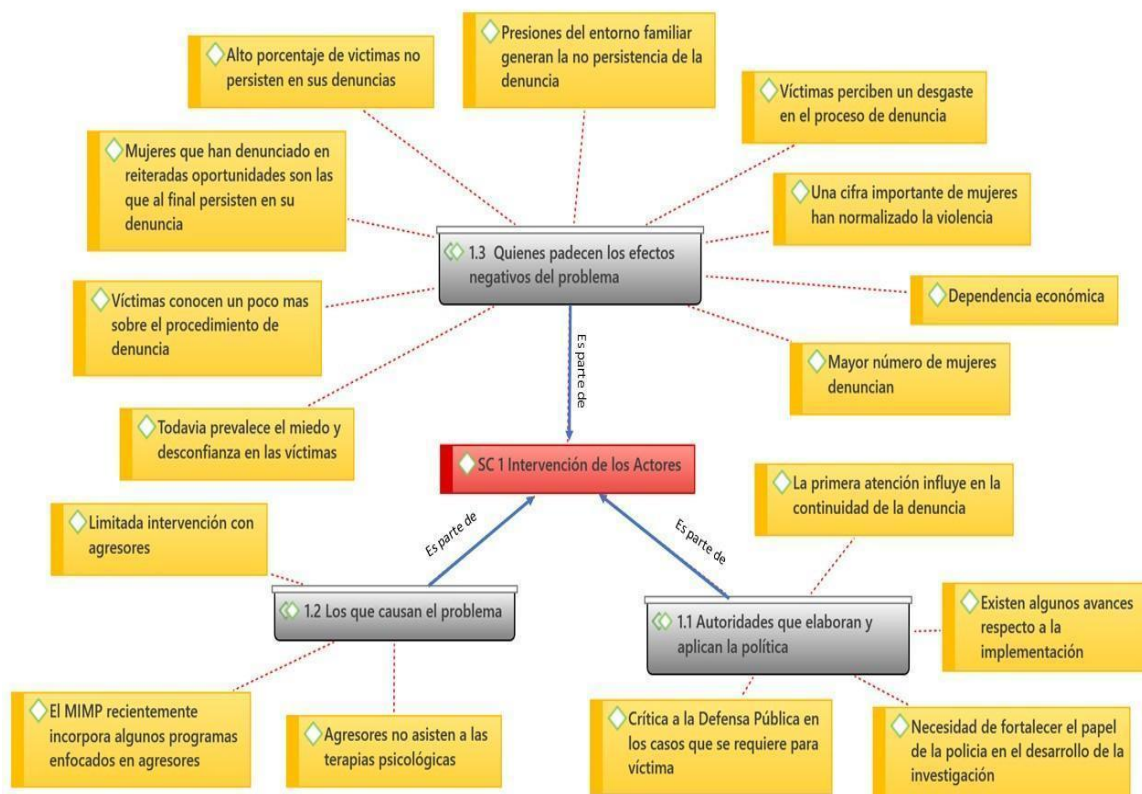 Alto porcentaje de victimas no
persisten en sus denuncias
Presiones del entorno familiar
generan la no persistencia de la
denuncia
Víctimas perciben un desgaste
en el proceso de denuncia
Mujeres que han denunciado en
reiteradas oportunidades son las
que al final persisten en su
denuncia
Una cifra importante de mujeres
han normalizado la violencia
1.3 Quienes padecen los efectos
negativos del problema
Víctimas conocen un poco mas
sobre el procedimiento de
denuncia
Dependencia económica
Es parte de
Mayor número de mujeres
denuncian
Todavia prevalece el miedo y
desconfianza en las víctimas
SC 1 Intervención de los Actores
La primera atención influye en la
continuidad de la denuncia
Limitada intervención con
agresores
Es parte de
Es parte de
1.2 Los que causan el problema
1.1 Autoridades que elaboran y
aplican la política
Existen algunos avances
respecto a la
implementación
El MIMP recientemente
incorpora algunos programas
enfocados en agresores
Agresores no asisten a las
terapias psicológicas
Crítica a la Defensa Pública en
los casos que se requiere para
víctima
Necesidad de fortalecer el papel
de la policia en el desarrollo de la
investigación